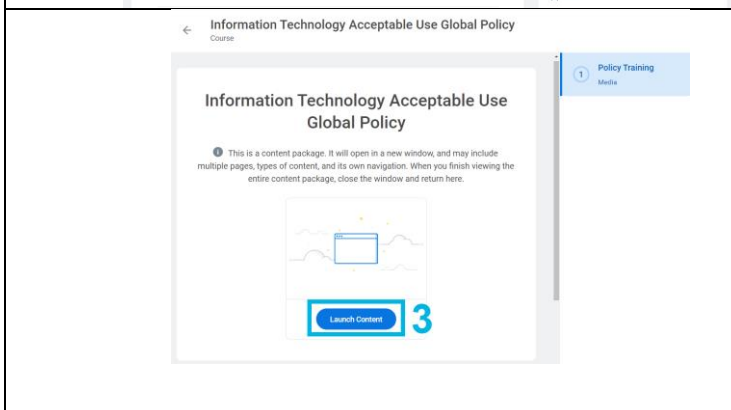 Information Technology Acceptable Use Global Policy
Course
1
Policy Training
Media
Information Technology Acceptable Use
Global Policy
This is a content package. It will open in a new window, and may include
multiple pages, types of content, and its own navigation. When you finish viewing the
entire content package, close the window and return here.
Launch Content
3